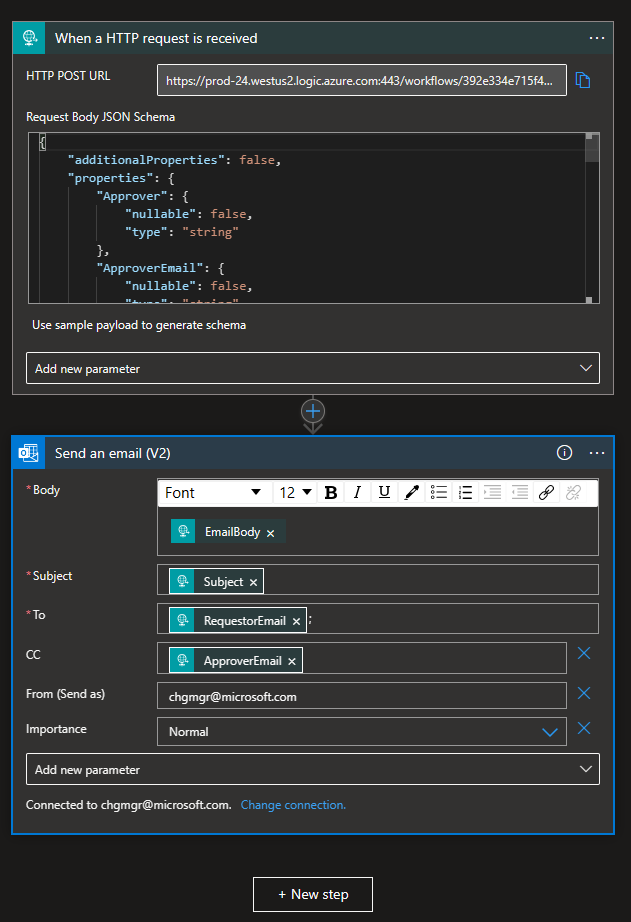 When a HTTP request is received
HTTP POST URL
https://prod-24.westus2.logic.azure.com:443/workflows/392e334e715f4...
Request Body JSON Schema
{
"additionalProperties": false,
"properties": {
"Approver": {
"nullable": false,
"type": "string"
},
"ApproverEmail": {
"nullable": false,
"type": "string"
Use sample payload to generate schema
Add new parameter
Send an email (V2)
* Body
Font 12 B I U
EmailBody ×
* Subject
Subject ×
* To
RequestorEmail × ;
CC
ApproverEmail ×
From (Send as)
chgmgr@microsoft.com
Importance
Normal
Add new parameter
Connected to chgmgr@microsoft.com. Change connection.
+ New step